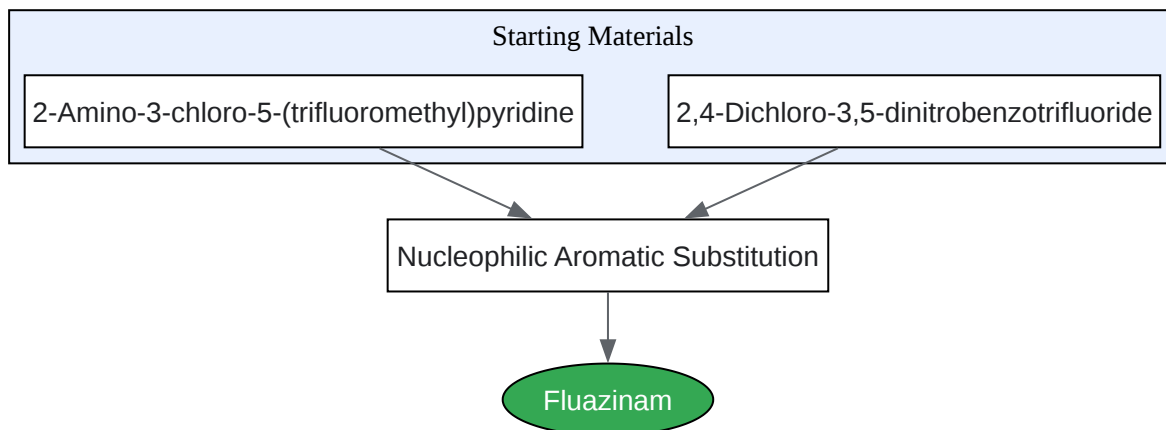 Starting Materials
2-Amino-3-chloro-5-(trifluoromethyl)pyridine
2,4-Dichloro-3,5-dinitrobenzotrifluoride
Nucleophilic Aromatic Substitution
Fluazinam